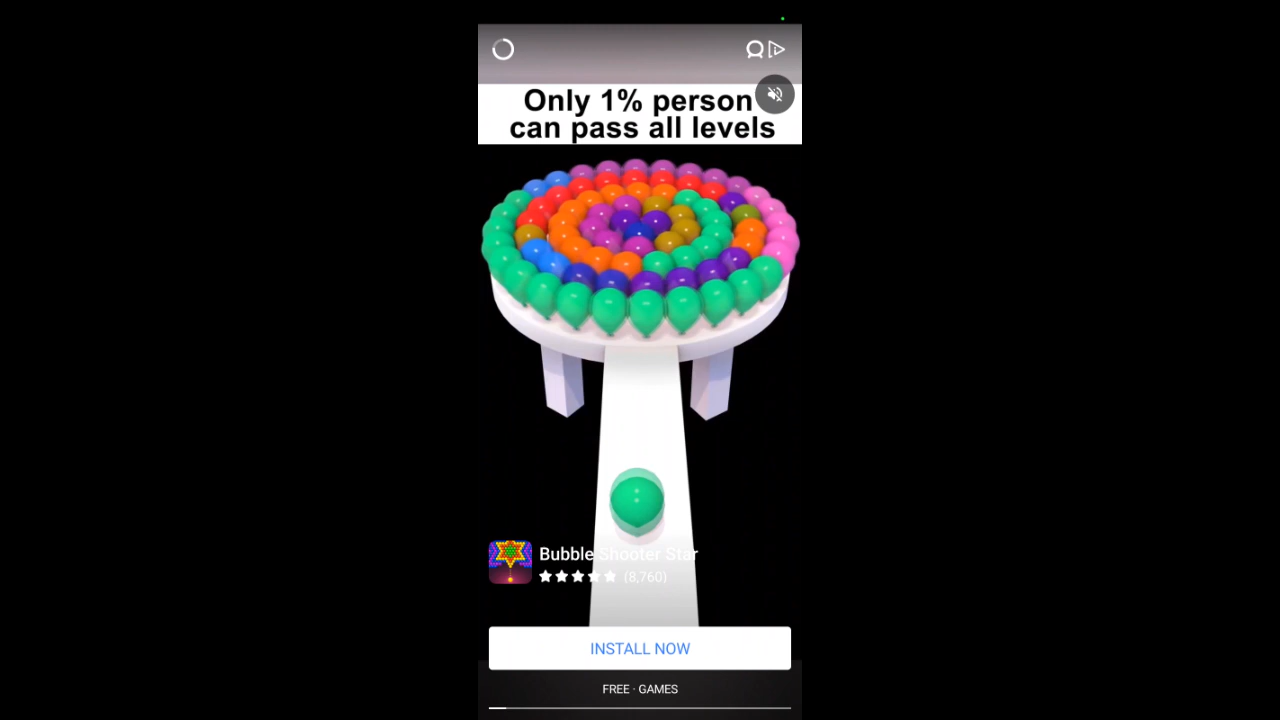 Only 1% person
can pass all levels
Bubble Shooter Star
(8,760)
INSTALL NOW
FREE · GAMES